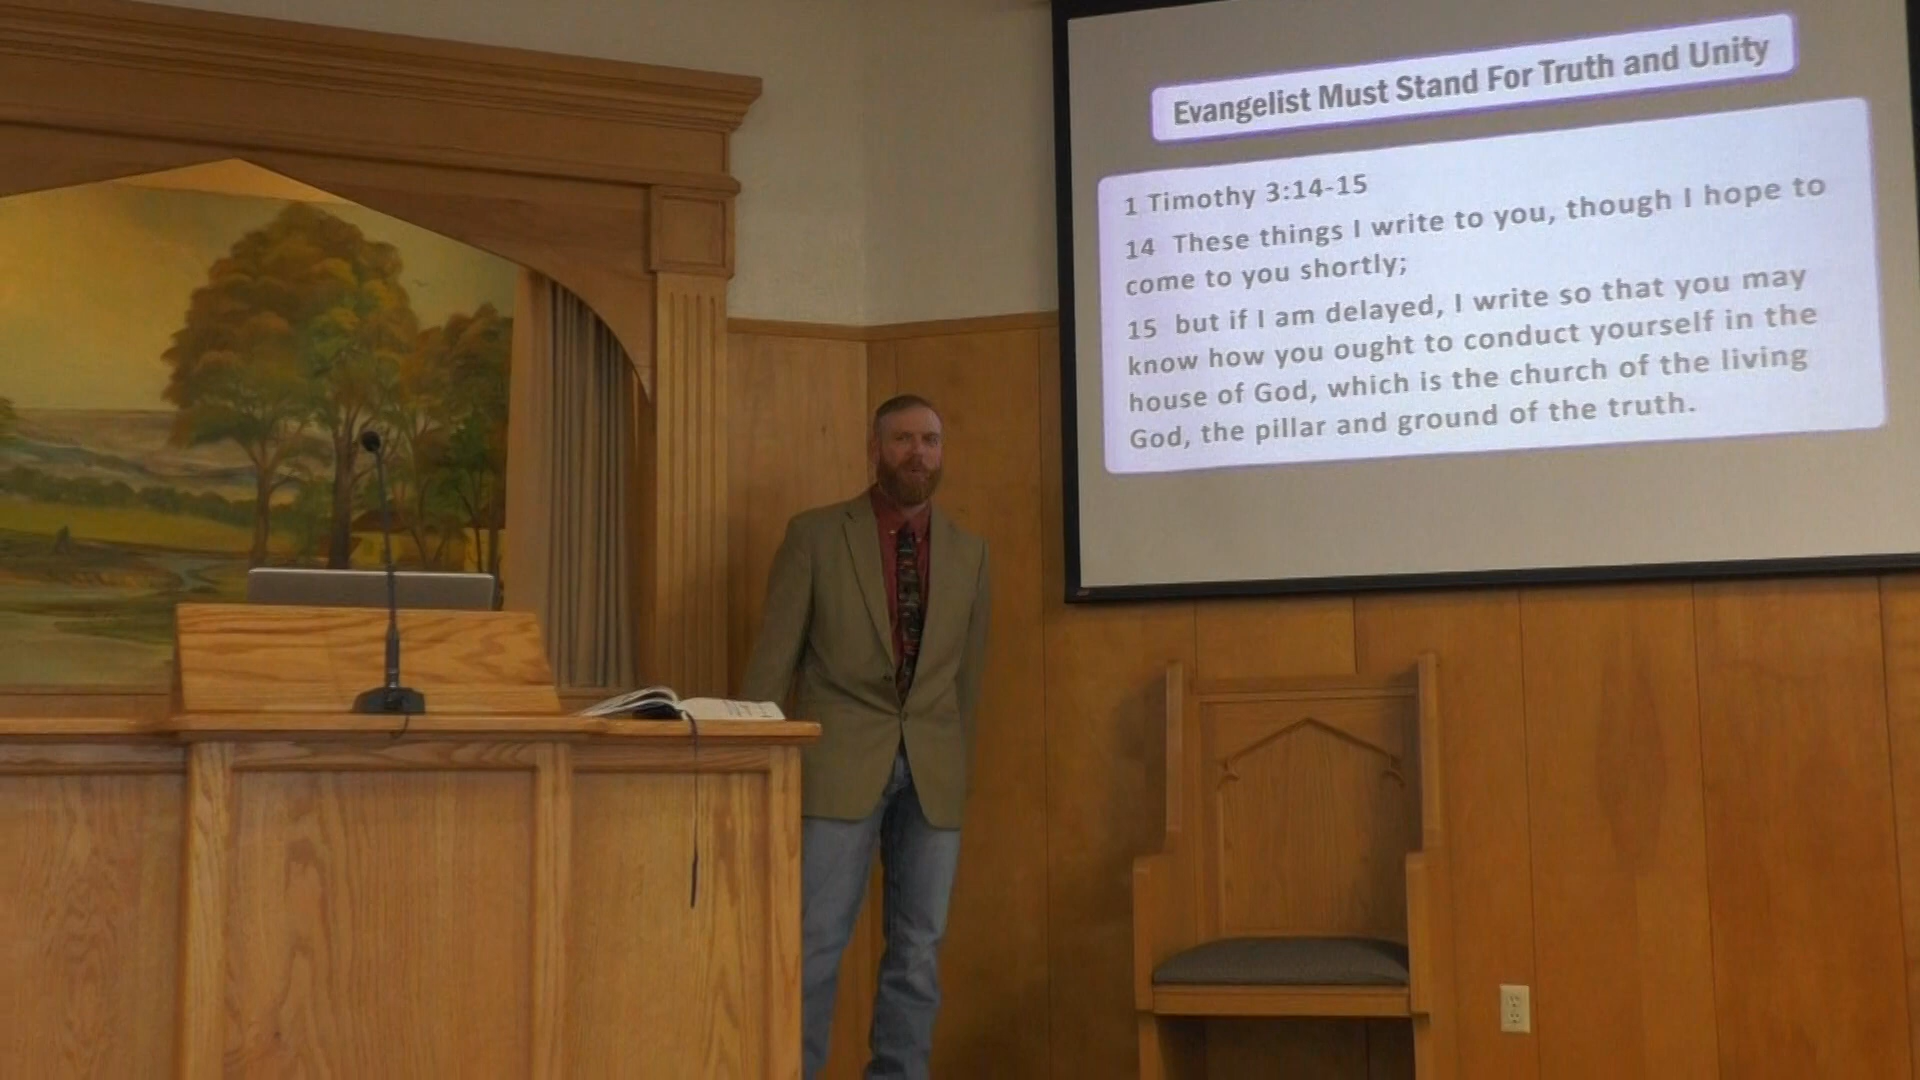 Evangelist Must Stand For Truth and Unity
1 Timothy 3:14-15
14 These things I write to you, though I hope to
come to you shortly;
15 but if I am delayed, I write so that you may
know how you ought to conduct yourself in the
house of God, which is the church of the living
God, the pillar and ground of the truth.